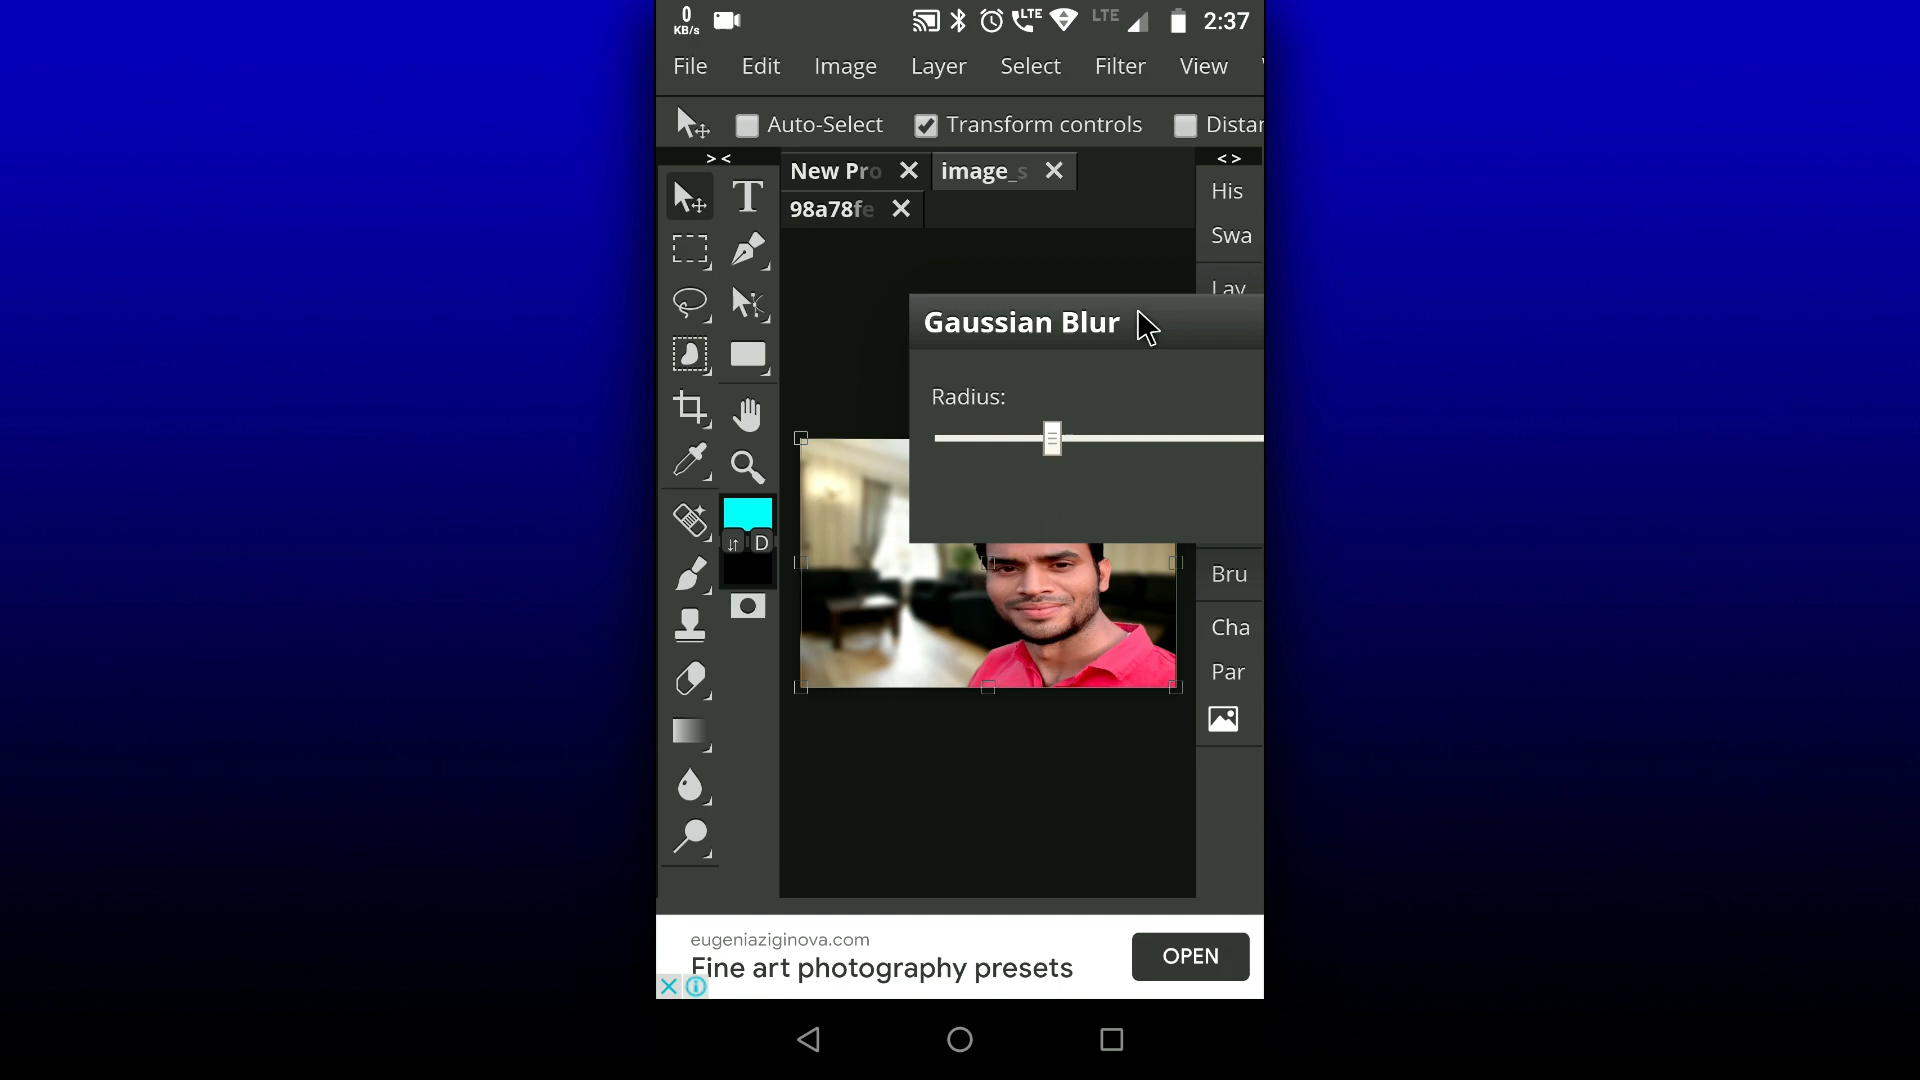 0
KB/s
LTE
LTE
2:37
File Edit Image Layer Select Filter View
Auto-Select Transform controls Distan
> <
< >
New Pro
image_s
98a78fe
T
His
Swa
Lay
Gaussian Blur
Radius:
D
Bru
Cha
Par
eugeniaziginova.com
Fine art photography presets
OPEN